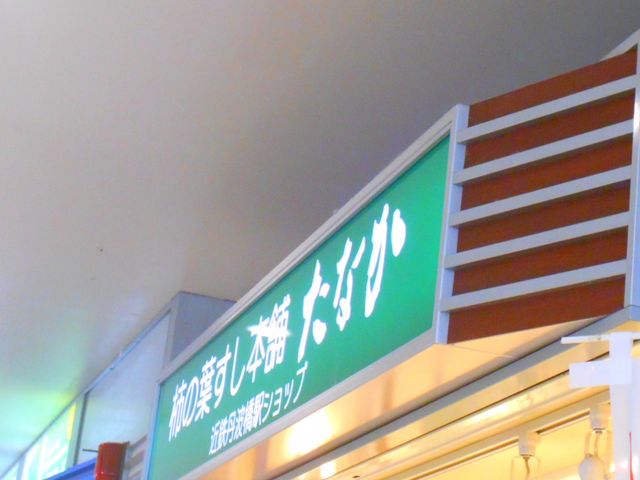 柿の葉すし本舗 たなか
近鉄丹波橋駅ショップ